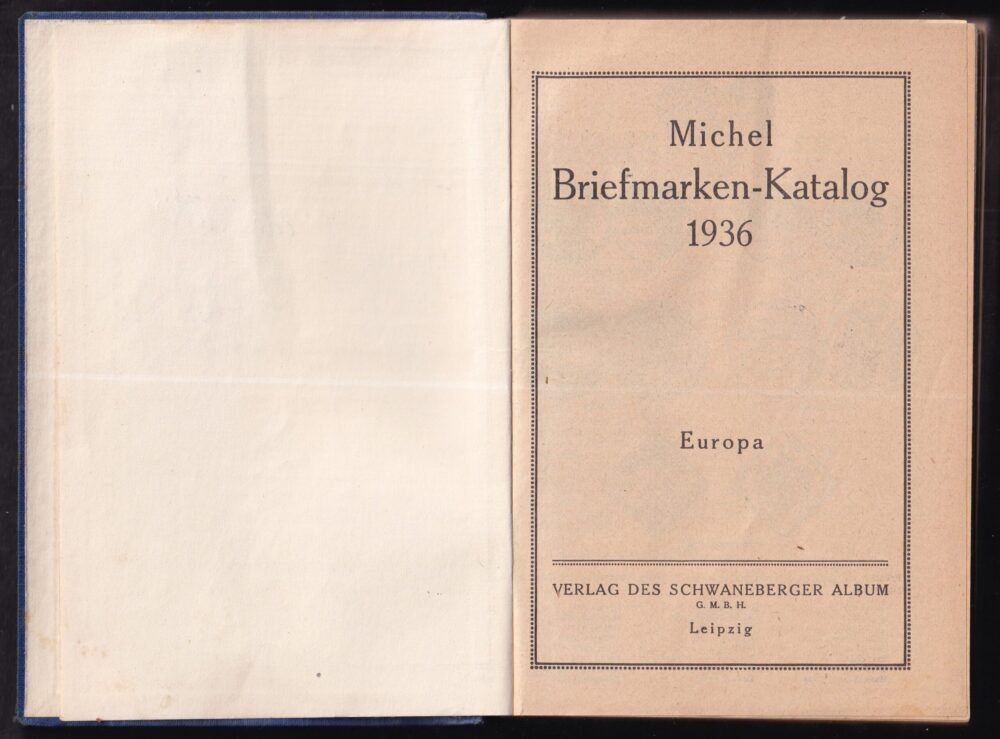 Michel
Briefmarken-Katalog
1936
Europa
VERLAG DES SCHWANEBERGER ALBUM
G. M. B. H.
Leipzig